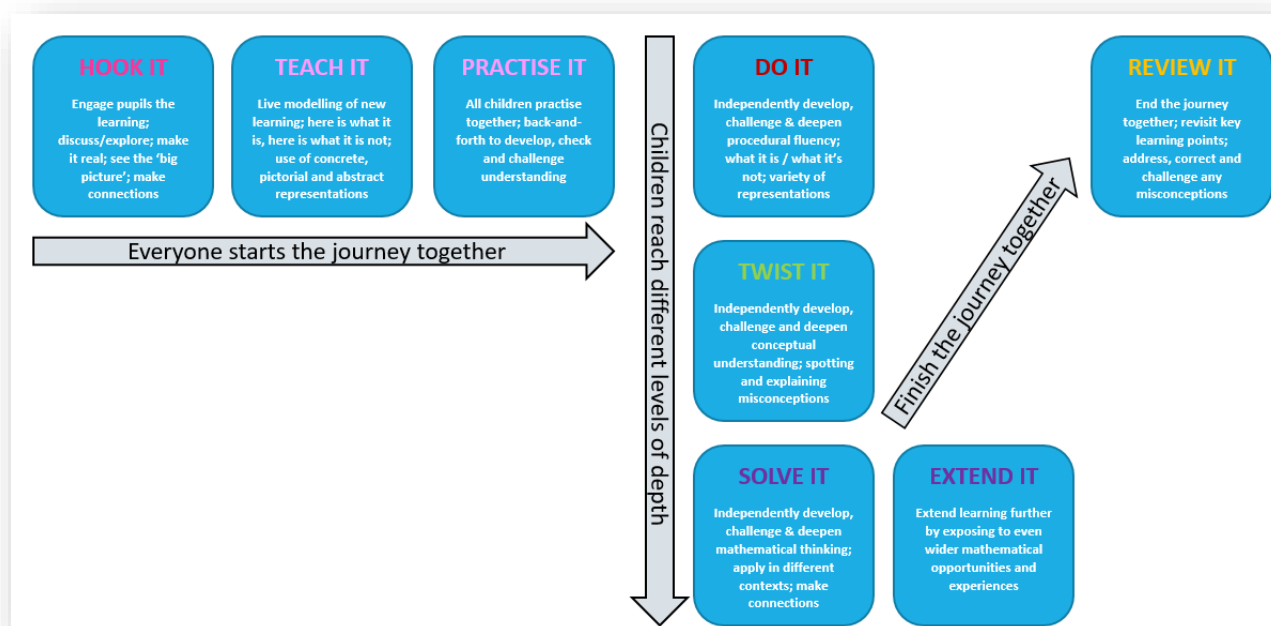 HOOK IT
Engage pupils the
learning;
discuss/explore; make
it real; see the ‘big
picture’; make
connections
TEACH IT
Live modelling of new
learning; here is what it
is, here is what it is not;
use of concrete,
pictorial and abstract
representations
PRACTISE IT
All children practise
together; back-and-
forth to develop, check
and challenge
understanding
Everyone starts the journey together
Children reach different levels of depth
DO IT
Independently develop,
challenge & deepen
procedural fluency;
what it is / what it’s
not; variety of
representations
TWIST IT
Independently develop,
challenge and deepen
conceptual
understanding; spotting
and explaining
misconceptions
SOLVE IT
Independently develop,
challenge & deepen
mathematical thinking;
apply in different
contexts; make
connections
EXTEND IT
Extend learning further
by exposing to even
wider mathematical
opportunities and
experiences
Finish the journey together
REVIEW IT
End the journey
together; revisit key
learning points;
address, correct and
challenge any
misconceptions